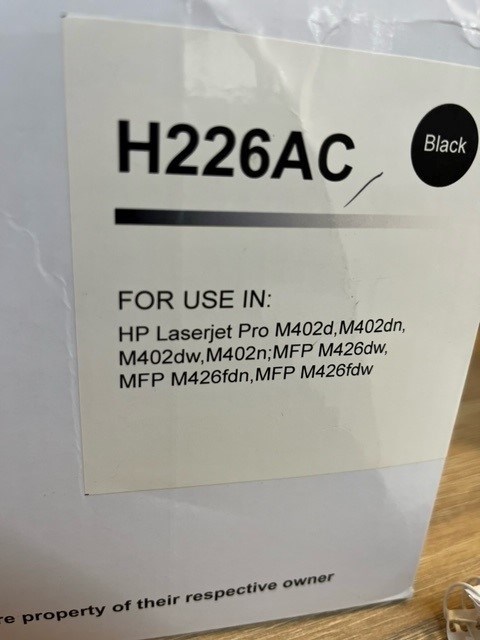 H226AC
Black
FOR USE IN:
HP Laserjet Pro M402d,M402dn,
M402dw,M402n;MFP M426dw,
MFP M426fdn,MFP M426fdw
property of their respective owner